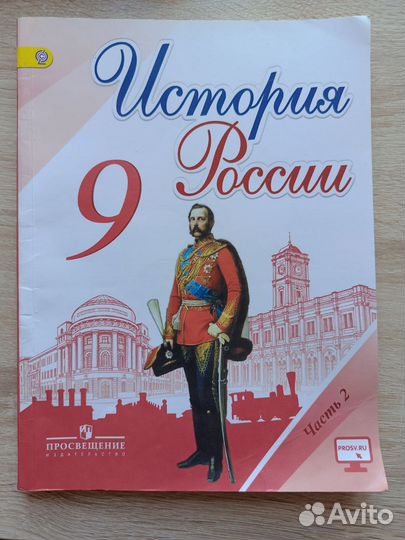 История
России
9
Часть 2
PROSV.RU
ПРОСВЕЩЕНИЕ
ИЗДАТЕЛЬСТВО
Avito